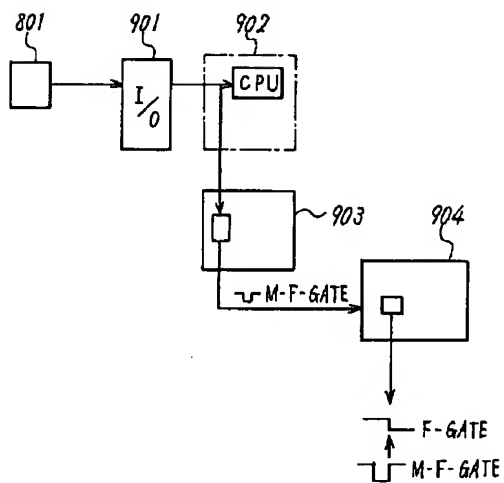 801
901
902
I/O
CPU
903
904
M-F-GATE
F-GATE
M-F-GATE